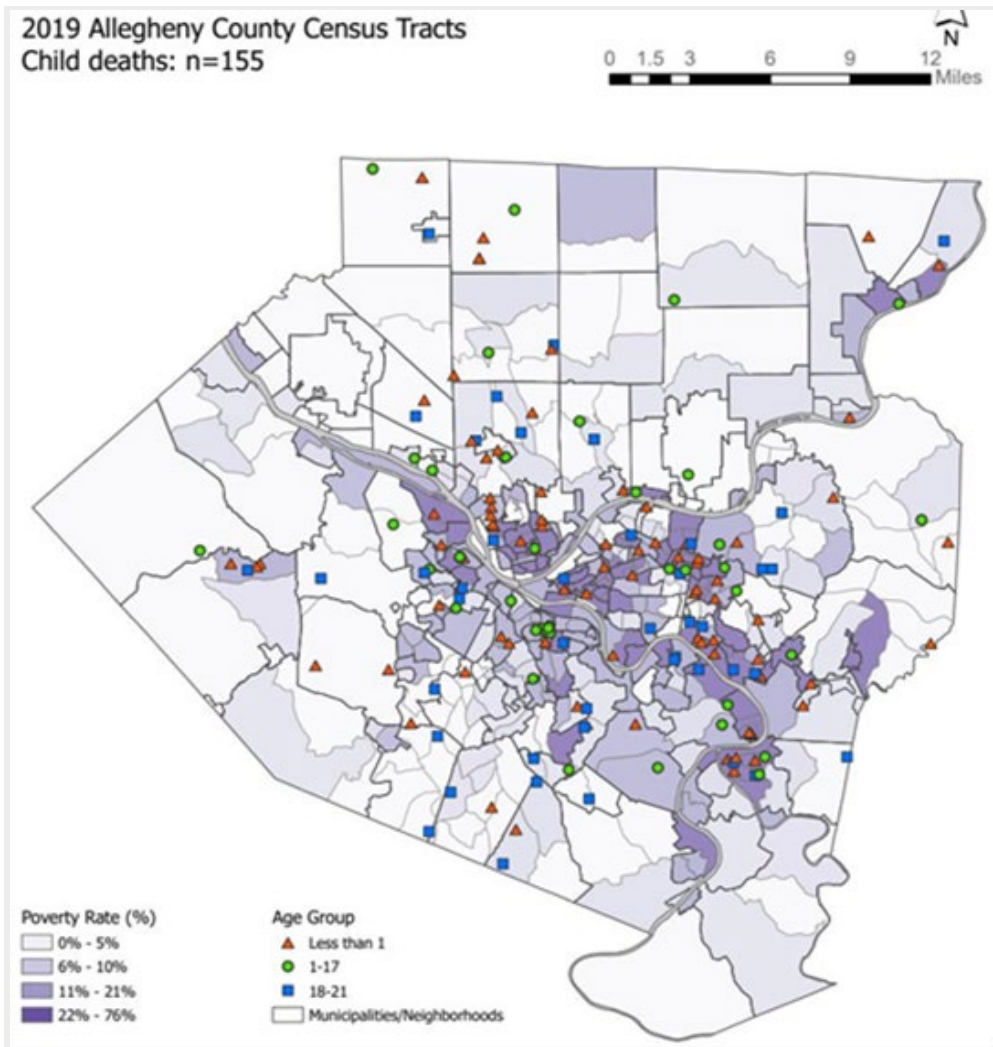 2019 Allegheny County Census Tracts
Child deaths: n=155
N
0 1.5 3 6 9 12
Miles
Poverty Rate (%)
0% - 5%
6% - 10%
11% - 21%
22% - 76%
Age Group
Less than 1
1-17
18-21
Municipalities/Neighborhoods